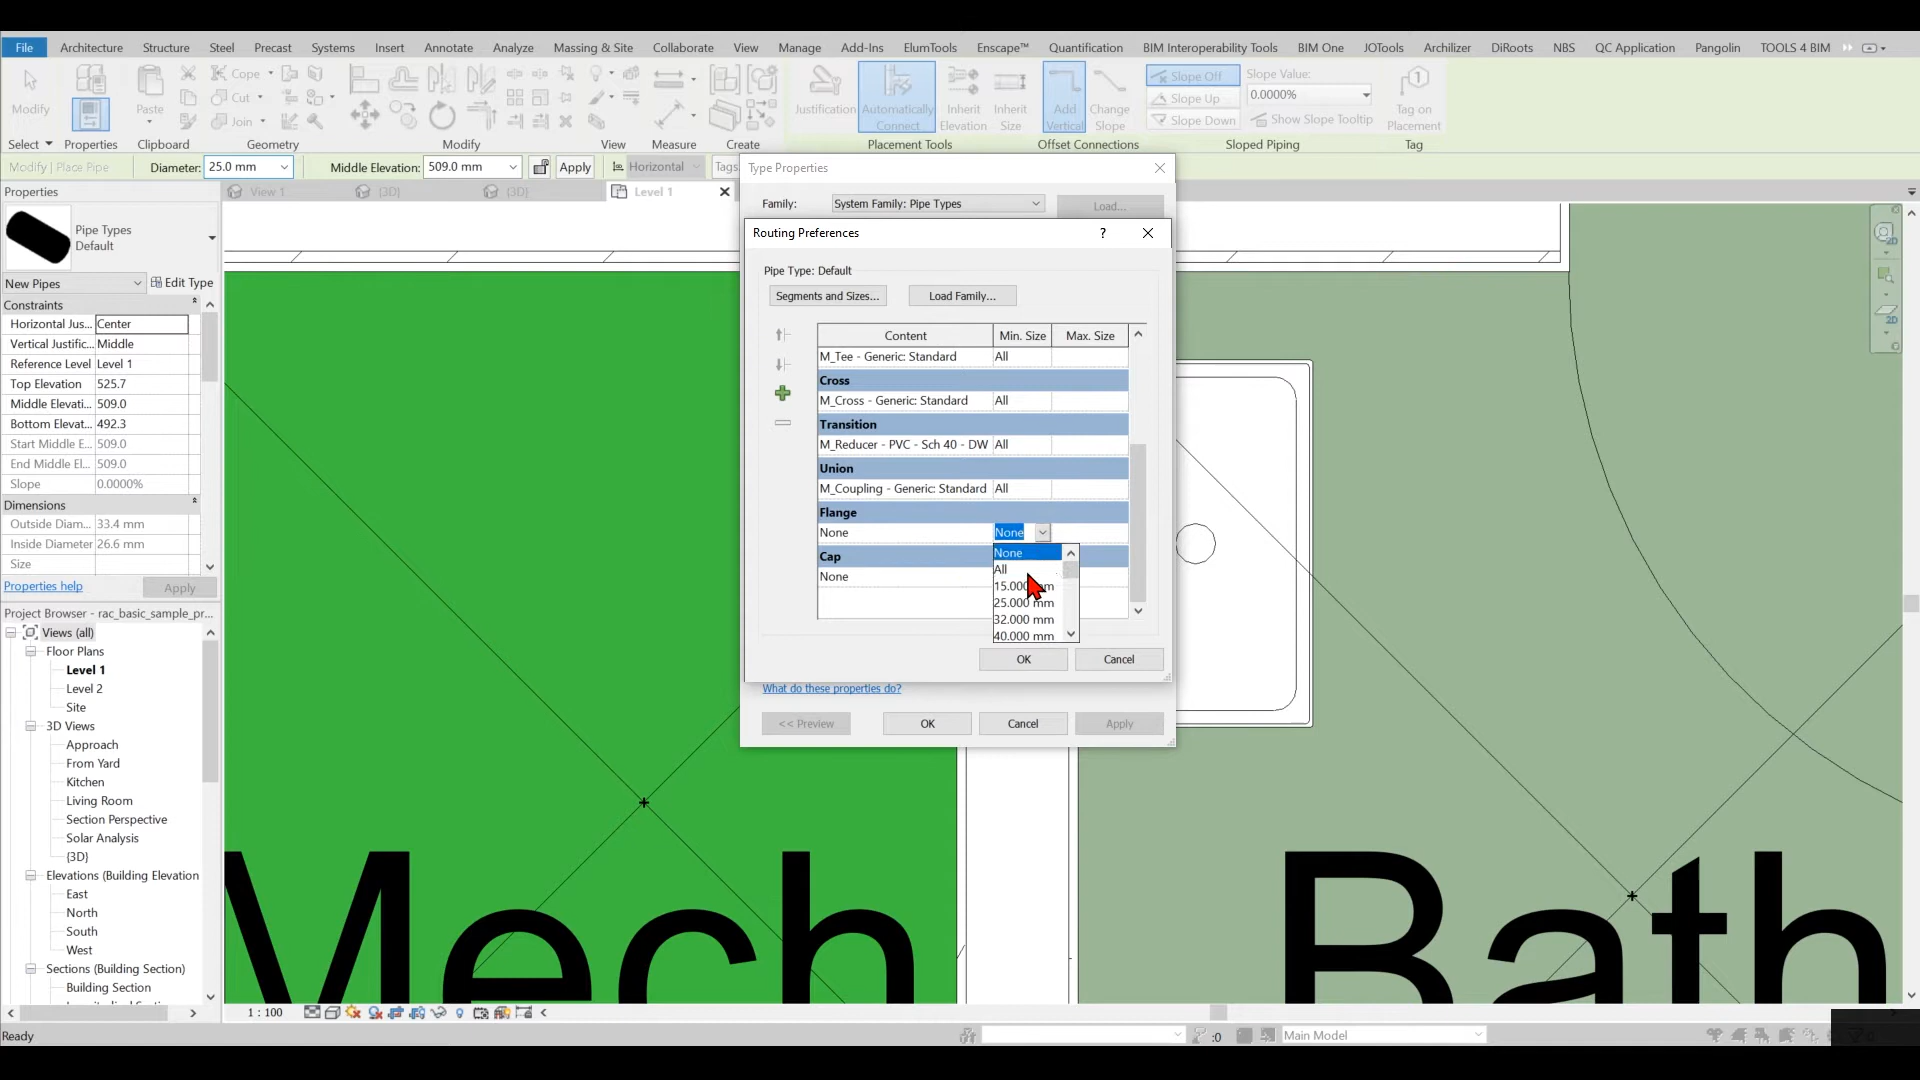 File Architecture Structure Steel Precast Systems Insert Annotate Analyze Massing & Site Collaborate View Manage Add-Ins ElumTools Enscape™ Quantification BIM Interoperability Tools BIM One JOTools Archilizer DiRoots NBS QC Application Pangolin TOOLS 4 BIM
Modify Paste Cope Cut Join
Justification Automatically Connect Inherit Elevation Inherit Size Add Vertical Change Slope
Slope Off Slope Value:
Slope Up 0.0000%
Slope Down Show Slope Tooltip
Tag on Placement
Select Properties Clipboard Geometry Modify View Measure Create Placement Tools Offset Connections Sloped Piping Tag
Modify | Place Pipe Diameter: 25.0 mm Middle Elevation: 509.0 mm Apply Horizontal Tags
Properties
View 1 {3D} {3D} Level 1
Pipe Types
Default
New Pipes Edit Type
Constraints
Horizontal Jus... Center
Vertical Justific... Middle
Reference Level Level 1
Top Elevation 525.7
Middle Elevati... 509.0
Bottom Elevat... 492.3
Start Middle E... 509.0
End Middle El... 509.0
Slope 0.0000%
Dimensions
Outside Diam... 33.4 mm
Inside Diameter 26.6 mm
Size
Properties help Apply
Project Browser - rac_basic_sample_pr...
Views (all)
Floor Plans
Level 1
Level 2
Site
3D Views
Approach
From Yard
Kitchen
Living Room
Section Perspective
Solar Analysis
{3D}
Elevations (Building Elevation
East
North
South
West
Sections (Building Section)
Building Section
Type Properties
Family: System Family: Pipe Types Load...
Routing Preferences ?
Pipe Type: Default
Segments and Sizes... Load Family...
Content Min. Size Max. Size
M_Tee - Generic: Standard All
Cross
M_Cross - Generic: Standard All
Transition
M_Reducer - PVC - Sch 40 - DW All
Union
M_Coupling - Generic: Standard All
Flange
None None
Cap
None
None
All
15.000 mm
25.000 mm
32.000 mm
40.000 mm
OK Cancel
What do these properties do?
<< Preview OK Cancel Apply
2D
2D
Mech
Bath
1 : 100
Ready :0 Main Model